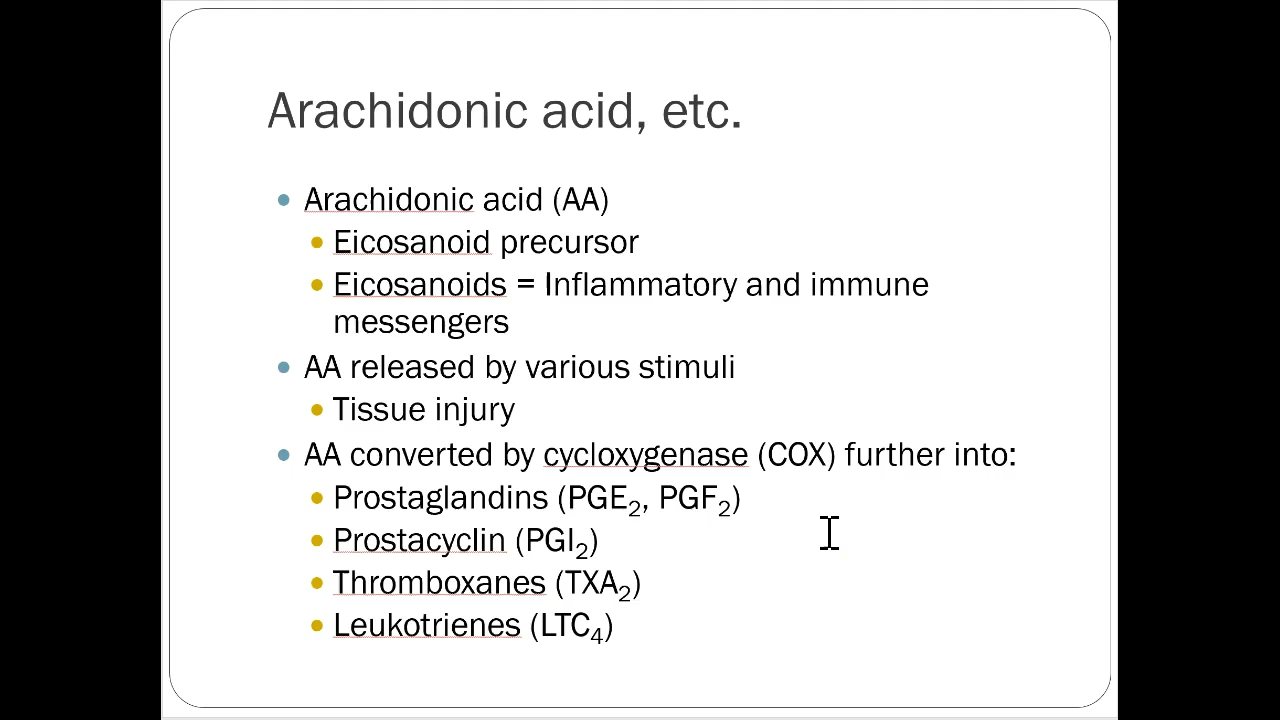 Arachidonic acid, etc.
Arachidonic acid (AA)
Eicosanoid precursor
Eicosanoids = Inflammatory and immune
messengers
AA released by various stimuli
Tissue injury
AA converted by cycloxygenase (COX) further into:
Prostaglandins (PGE₂, PGF₂)
Prostacyclin (PGI₂)
Thromboxanes (TXA₂)
Leukotrienes (LTC₄)